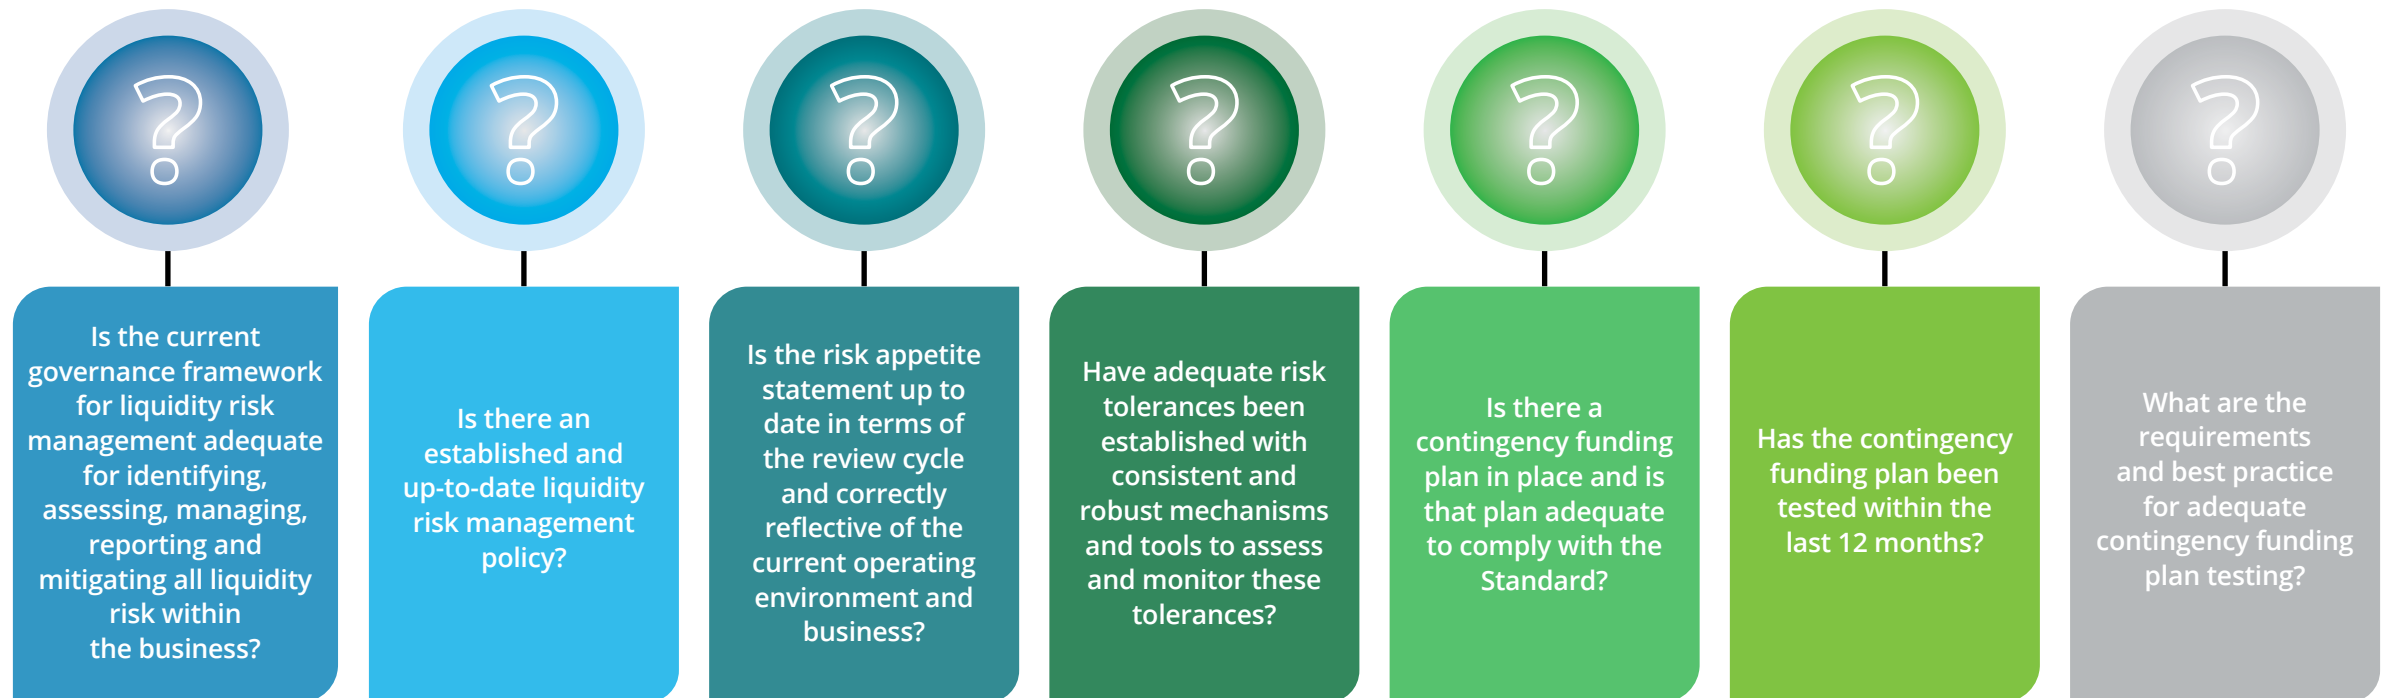 ?
?
?
?
?
?
?
Is the current
governance framework
for liquidity risk
management adequate
for identifying,
assessing, managing,
reporting and
mitigating all liquidity
risk within
the business?
Is there an
established and
up-to-date liquidity
risk management
policy?
Is the risk appetite
statement up to
date in terms of
the review cycle
and correctly
reflective of the
current operating
environment and
business?
Have adequate risk
tolerances been
established with
consistent and
robust mechanisms
and tools to assess
and monitor these
tolerances?
Is there a
contingency funding
plan in place and is
that plan adequate
to comply with the
Standard?
Has the contingency
funding plan been
tested within the
last 12 months?
What are the
requirements
and best practice
for adequate
contingency funding
plan testing?